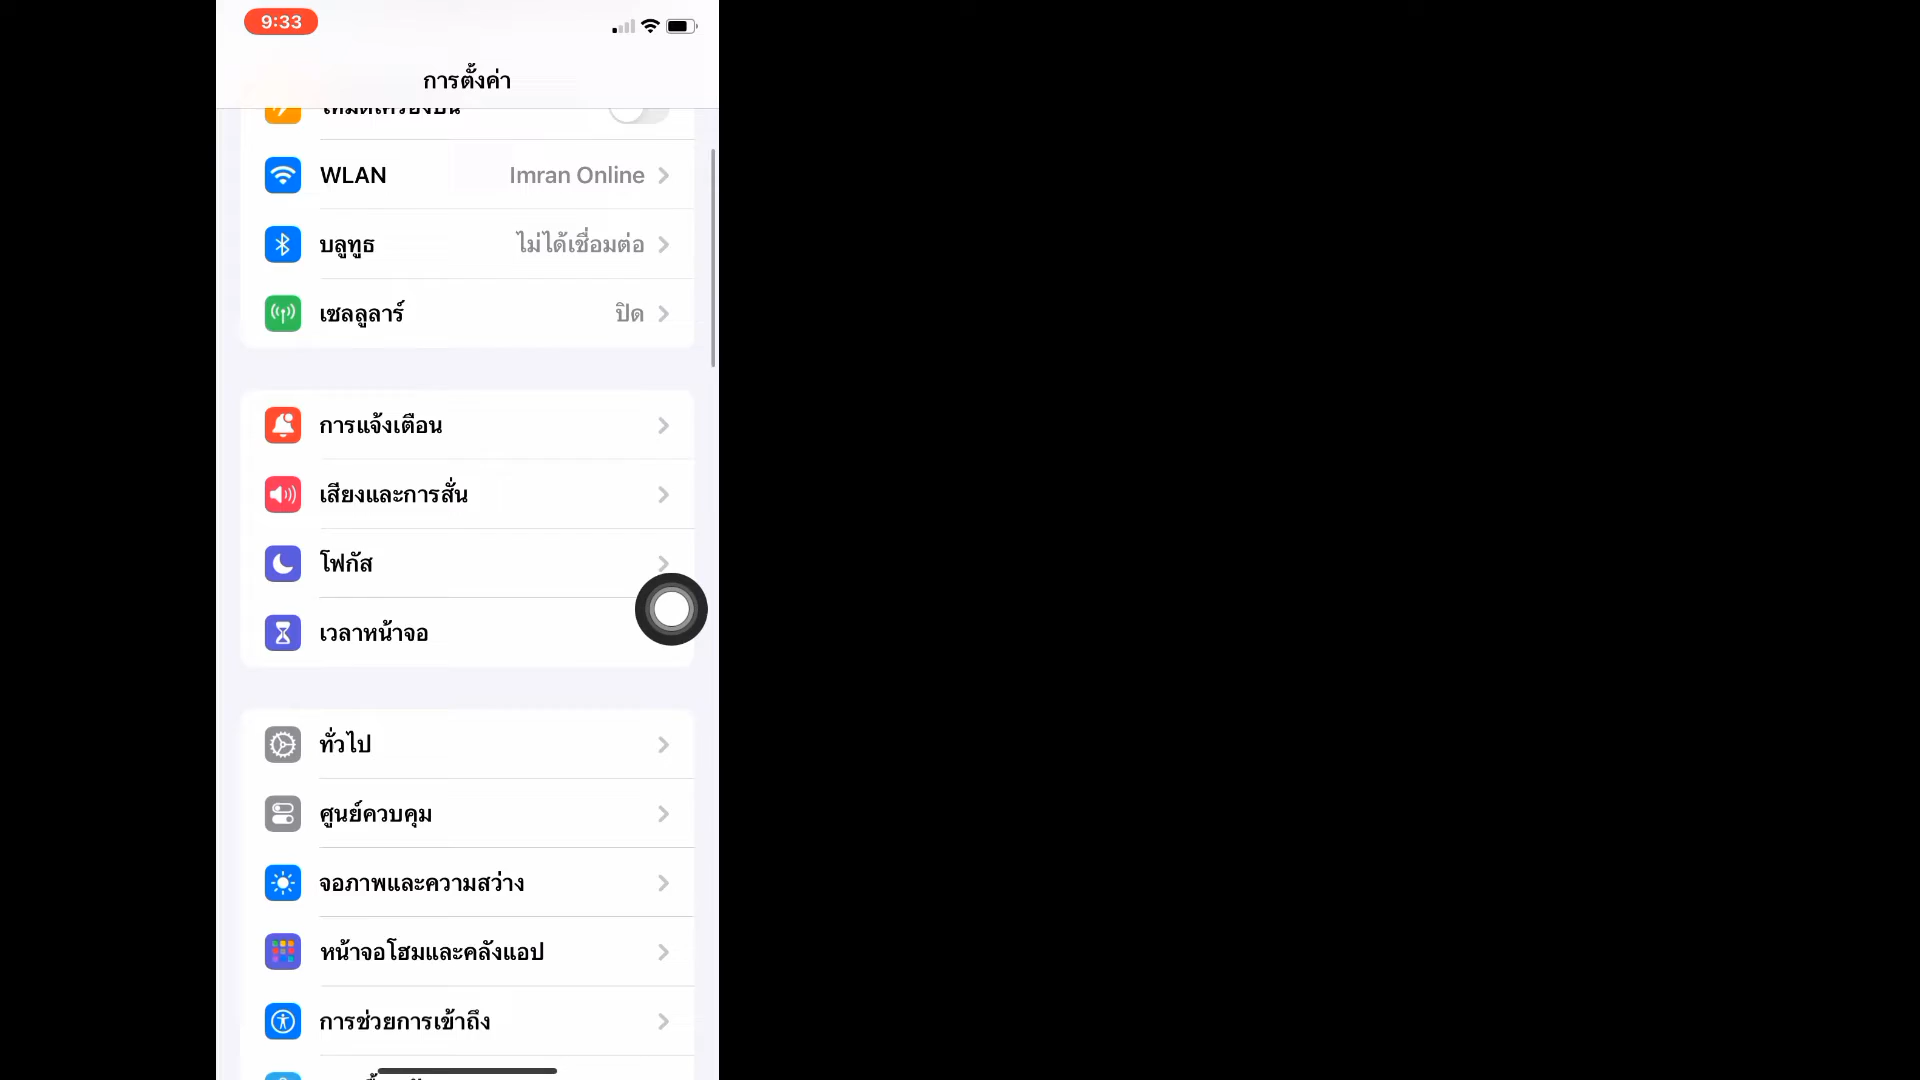 9:33
การตั้งค่า
WLAN Imran Online
บลูทูธ ไม่ได้เชื่อมต่อ
เซลลูลาร์ ปิด
การแจ้งเตือน
เสียงและการสั่น
โฟกัส
เวลาหน้าจอ
ทั่วไป
ศูนย์ควบคุม
จอภาพและความสว่าง
หน้าจอโฮมและคลังแอป
การช่วยการเข้าถึง